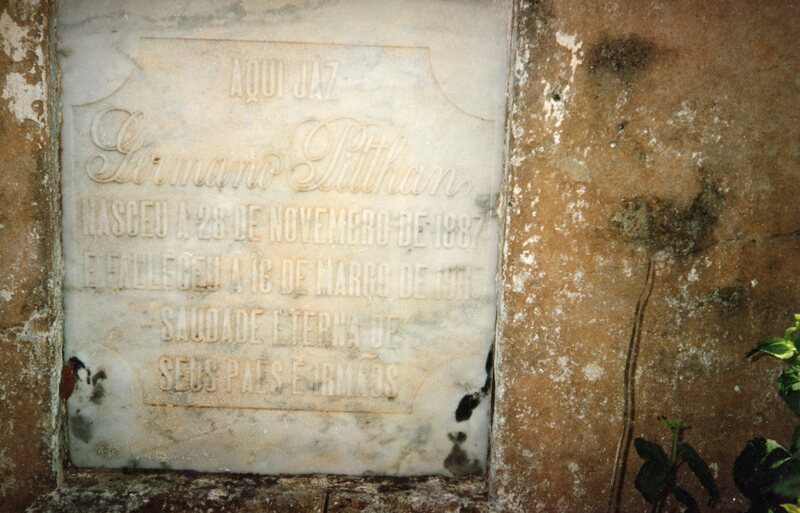 AQUI JAZ
Germano Pitthan
NASCEU A 28 DE NOVEMBRO DE 1887
E FALLECEU A 16 DE MARÇO DE
SAUDADE ETERNA DE
SEUS PAES E IRMÃOS